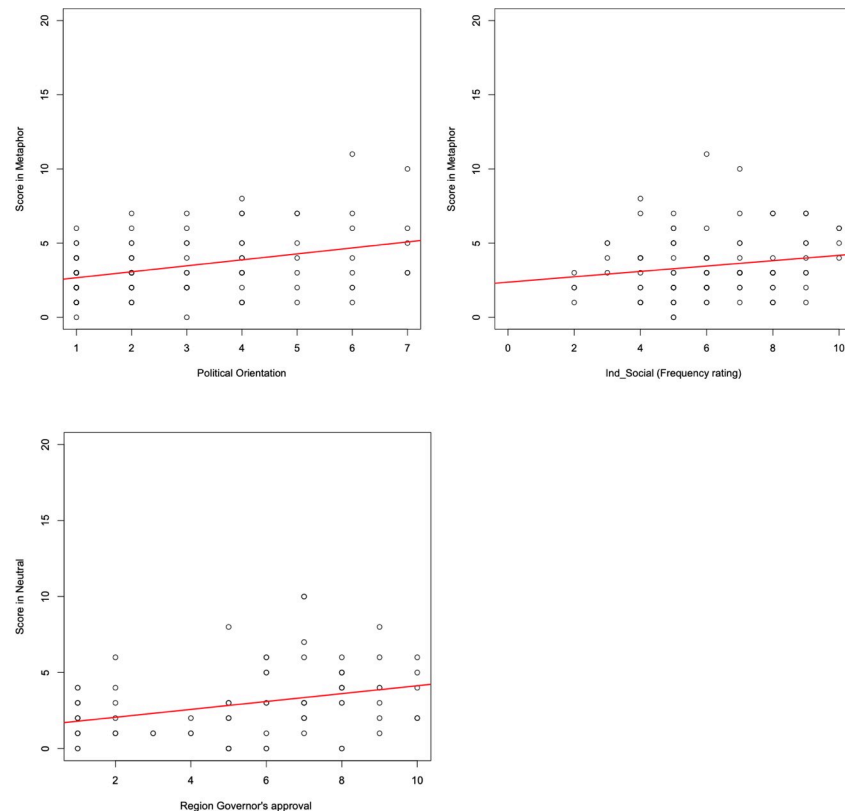 Score in Metaphor
20
15
10
5
0
1 2 3 4 5 6 7
Political Orientation
Score in Metaphor
20
15
10
5
0
0 2 4 6 8 10
Ind_Social (Frequency rating)
Score in Neutral
20
15
10
5
0
2 4 6 8 10
Region Governor's approval